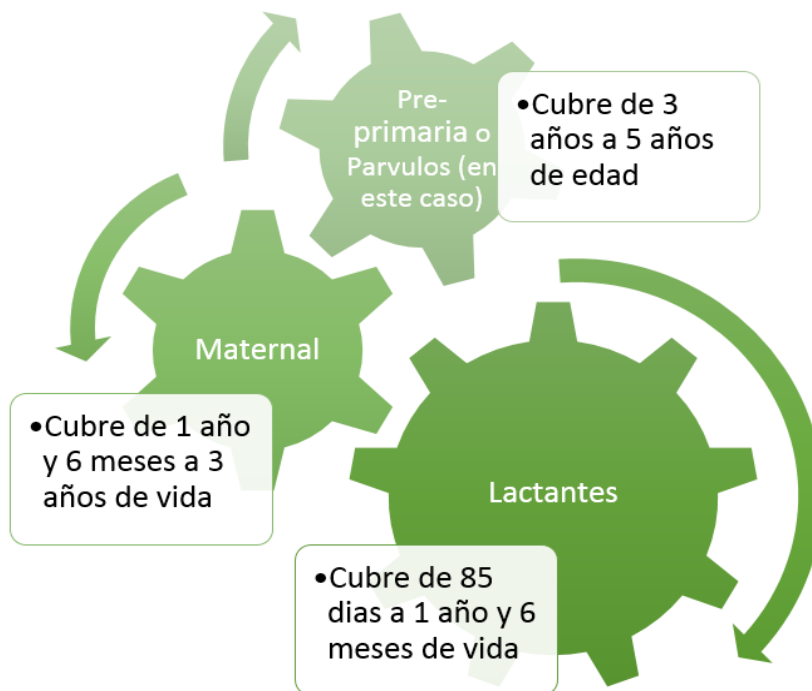 Pre-
primaria o
Parvulos (en
este caso)
•Cubre de 3
años a 5 años
de edad
Maternal
•Cubre de 1 año
y 6 meses a 3
años de vida
Lactantes
•Cubre de 85
dias a 1 año y 6
meses de vida